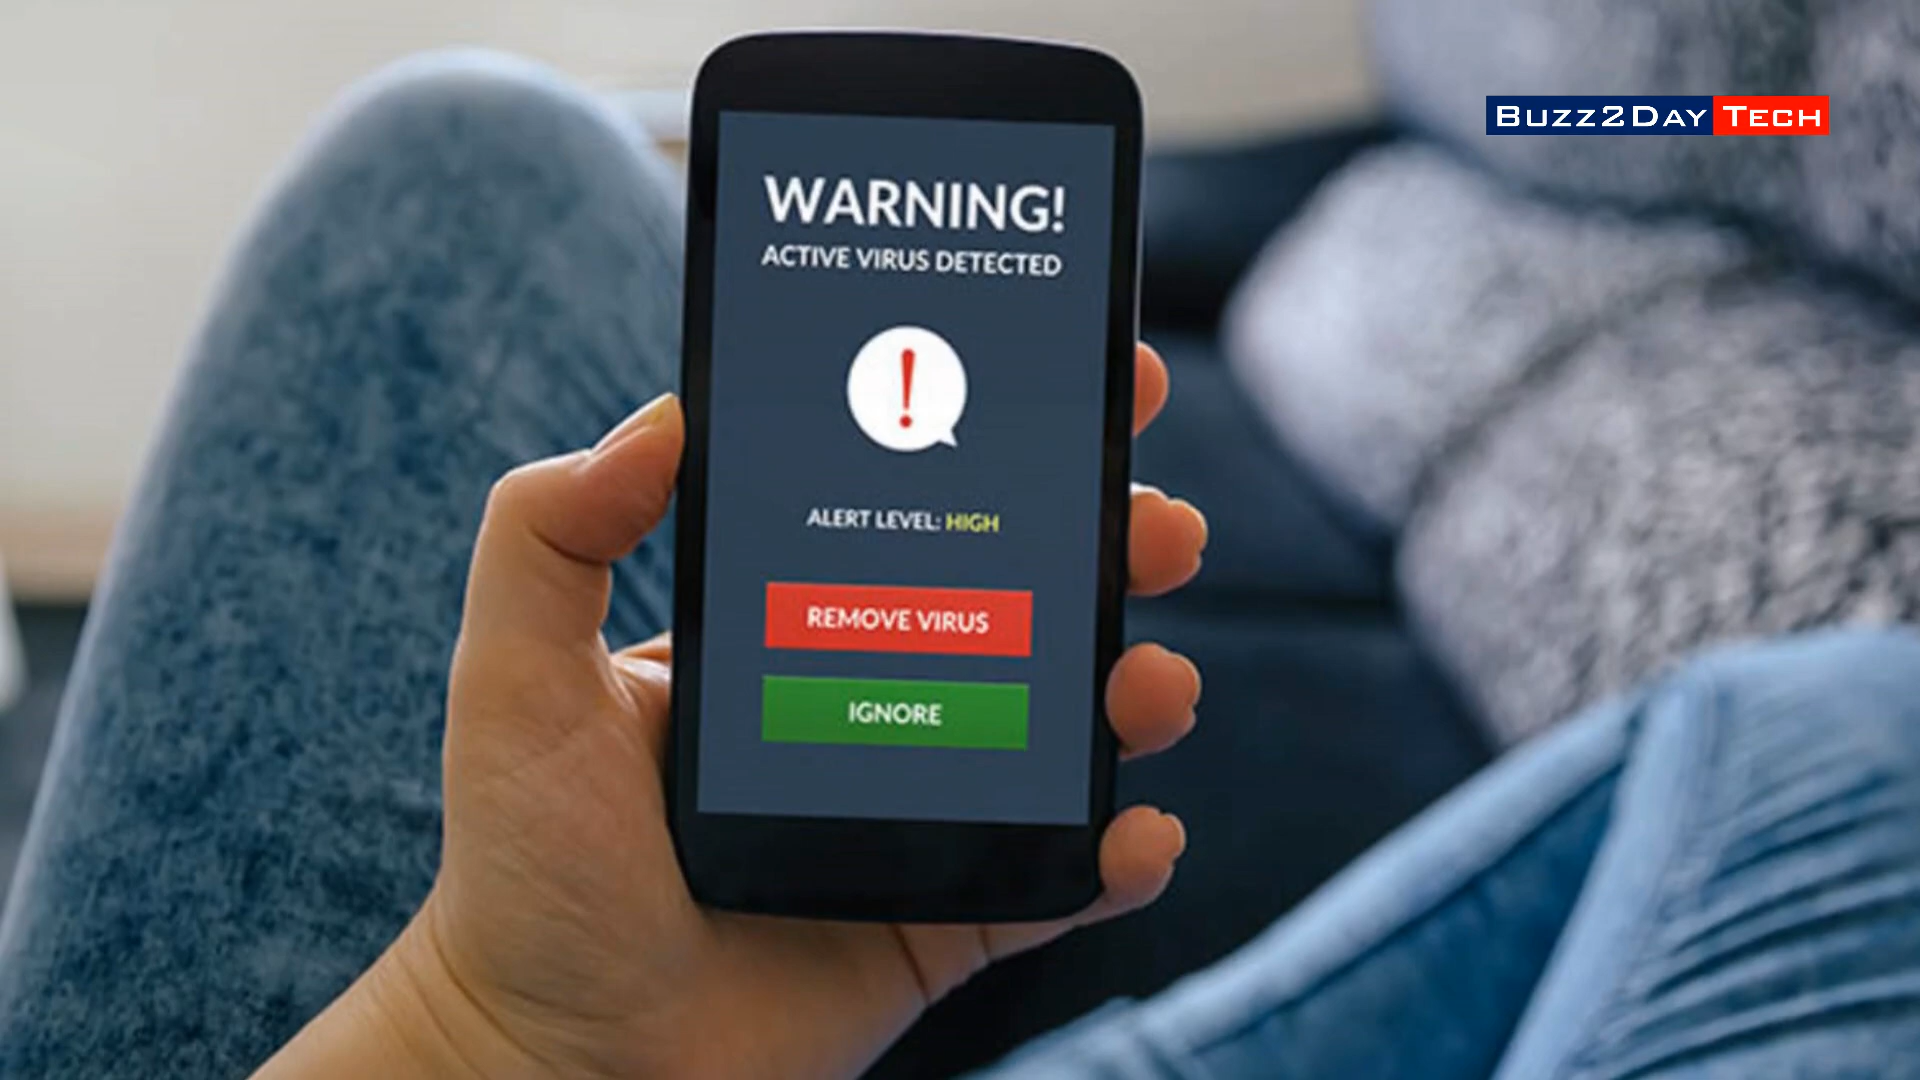 Buzz2Day Tech
WARNING!
ACTIVE VIRUS DETECTED
!
ALERT LEVEL: HIGH
REMOVE VIRUS
IGNORE